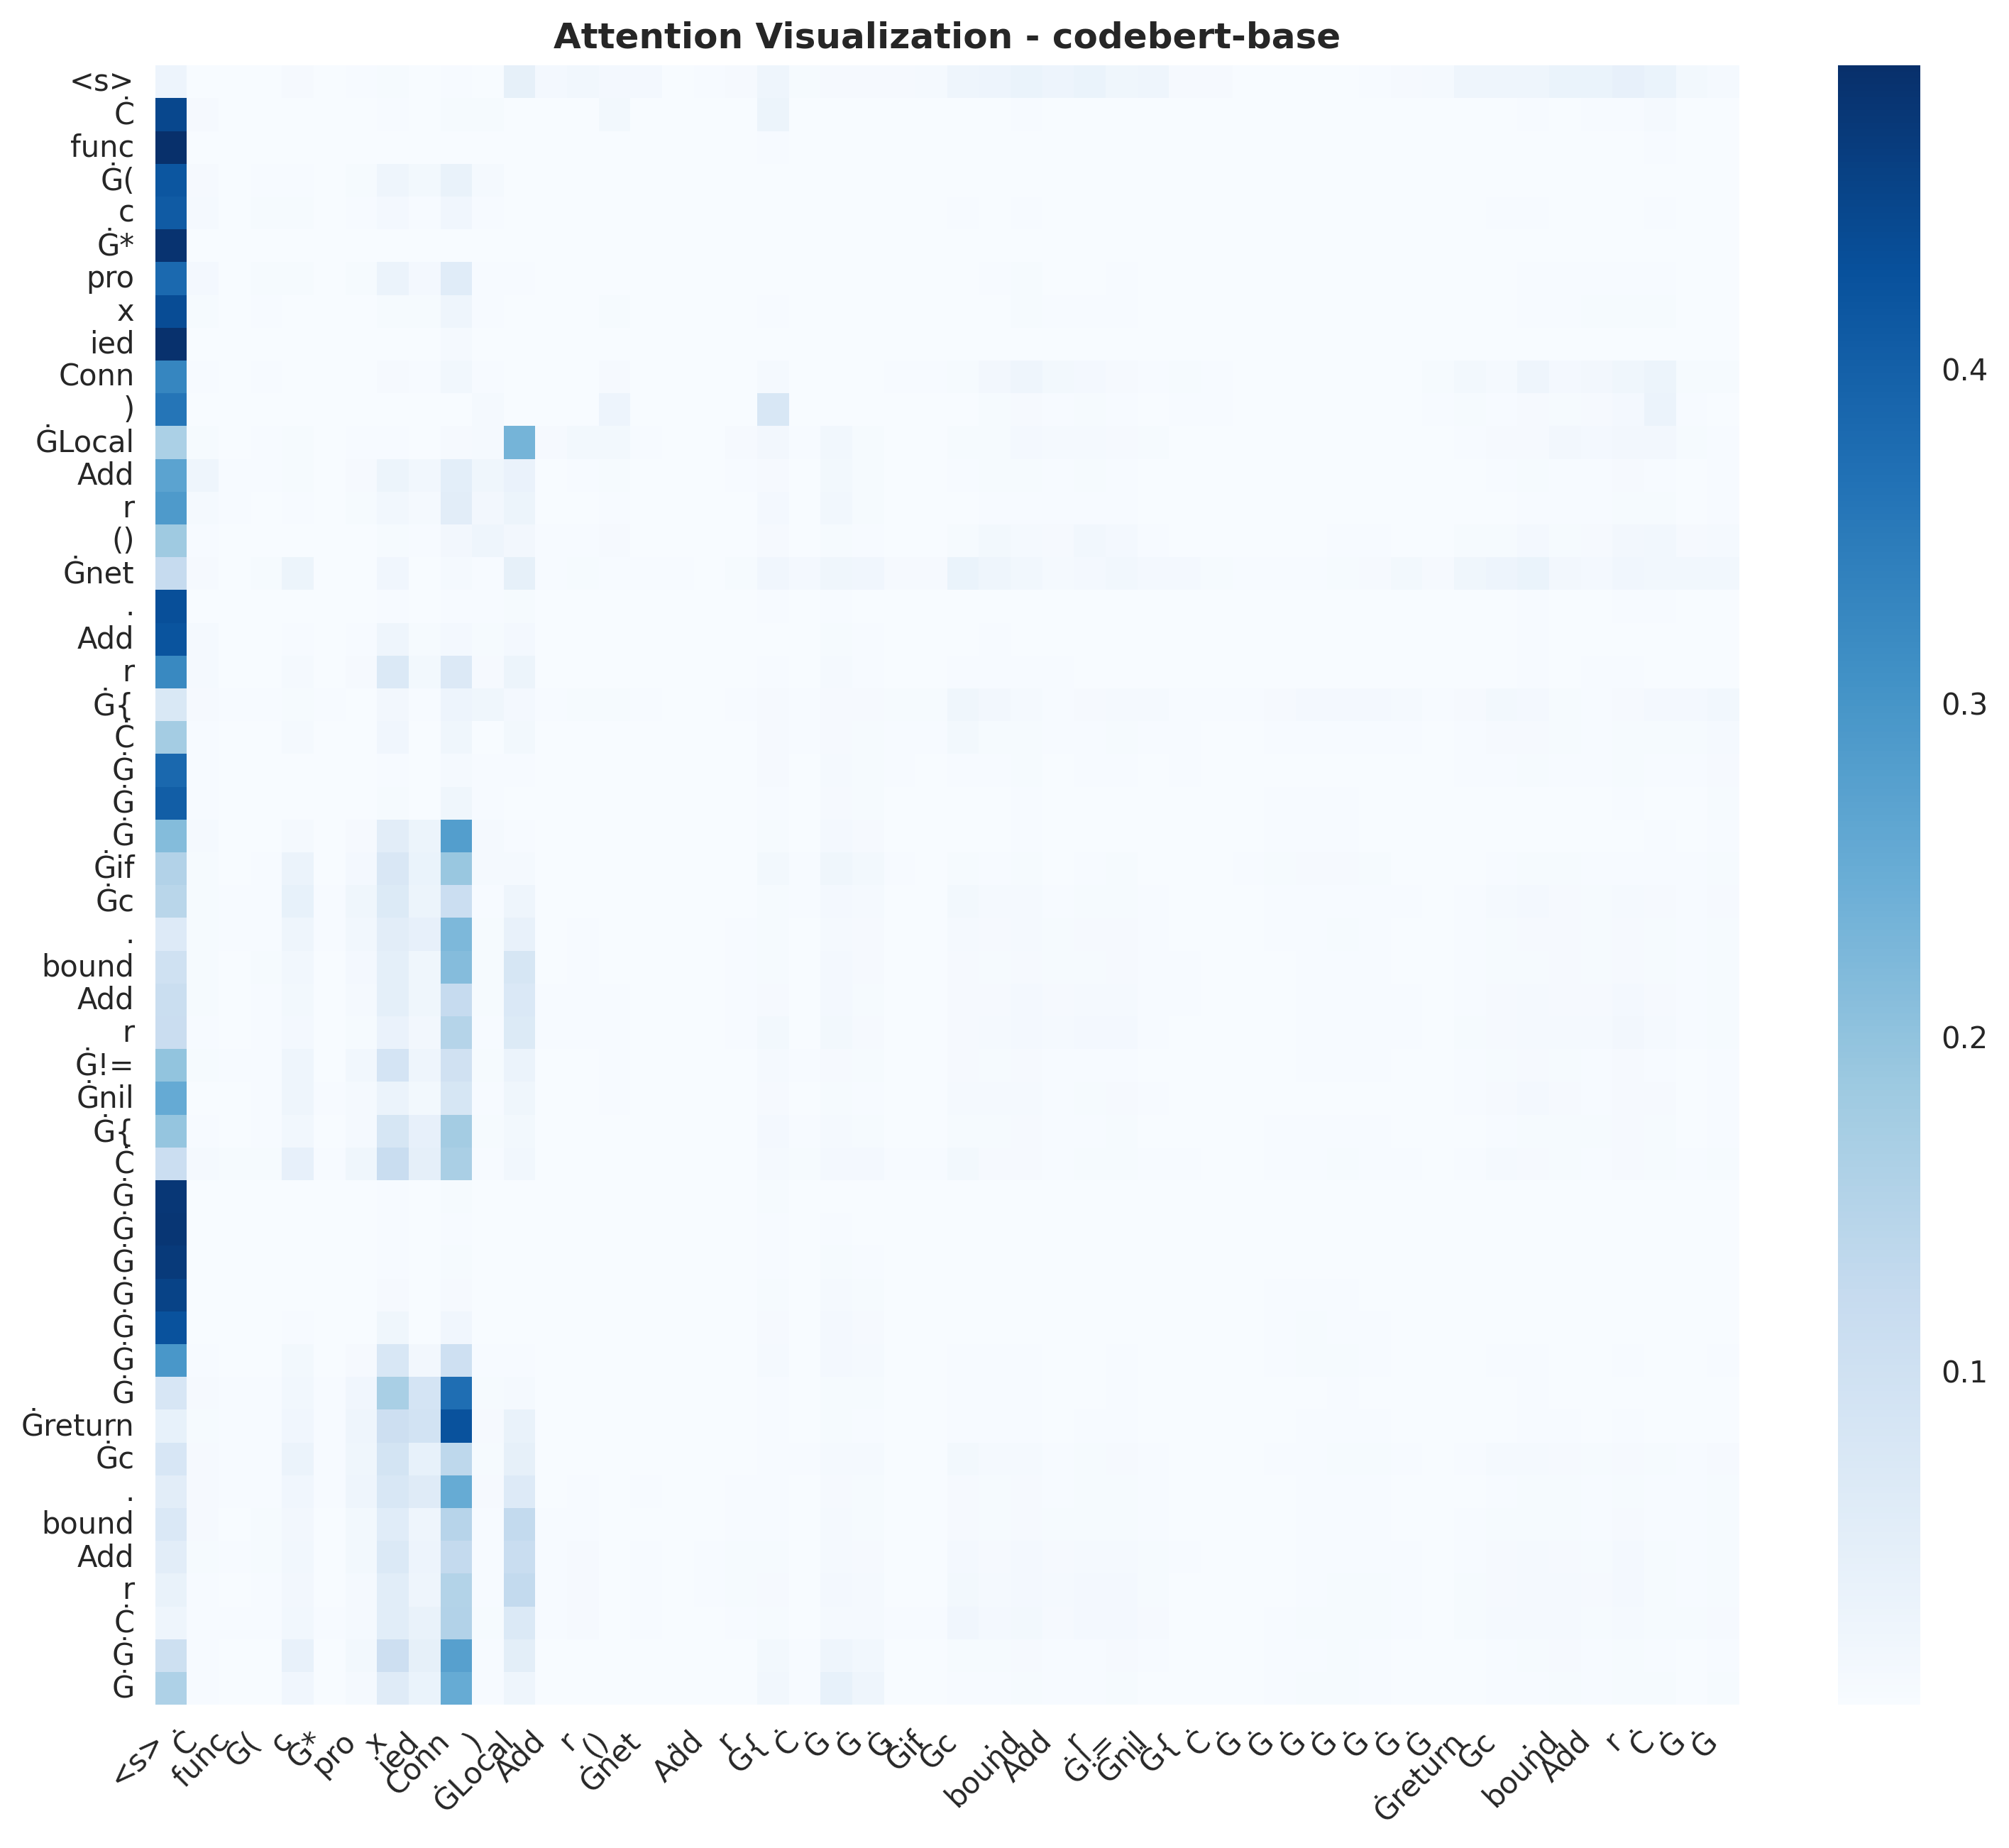 Attention Visualization - codebert-base
<s>
Ċ
func
Ġ(
c
Ġ*
pro
x
ied
Conn
)
ĠLocal
Add
r
()
Ġnet
.
Add
r
Ġ{
Ċ
Ġ
Ġ
Ġ
Ġif
Ġc
.
bound
Add
r
Ġ!=
Ġnil
Ġ{
Ċ
Ġ
Ġ
Ġ
Ġ
Ġ
Ġ
Ġ
Ġreturn
Ġc
.
bound
Add
r
Ċ
Ġ
Ġ
<s>
Ċ
func
Ġ(
c
Ġ*
pro
x
ied
Conn
)
ĠLocal
Add
r
()
Ġnet
.
Add
r
Ġ{
Ċ
Ġ
Ġ
Ġ
Ġif
Ġc
.
bound
Add
r
Ġ!=
Ġnil
Ġ{
Ċ
Ġ
Ġ
Ġ
Ġ
Ġ
Ġ
Ġ
Ġreturn
Ġc
.
bound
Add
r
Ċ
Ġ
Ġ
0.4
0.3
0.2
0.1